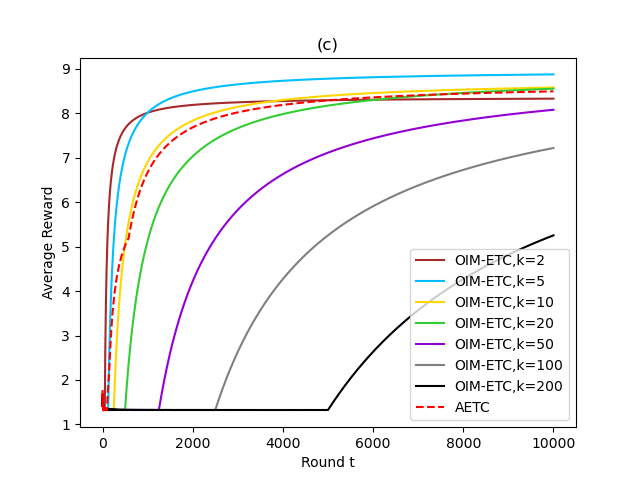 (c)
Average Reward
9
8
7
6
5
4
3
2
1
0
2000
4000
6000
8000
10000
Round t
OIM-ETC,k=2
OIM-ETC,k=5
OIM-ETC,k=10
OIM-ETC,k=20
OIM-ETC,k=50
OIM-ETC,k=100
OIM-ETC,k=200
AETC